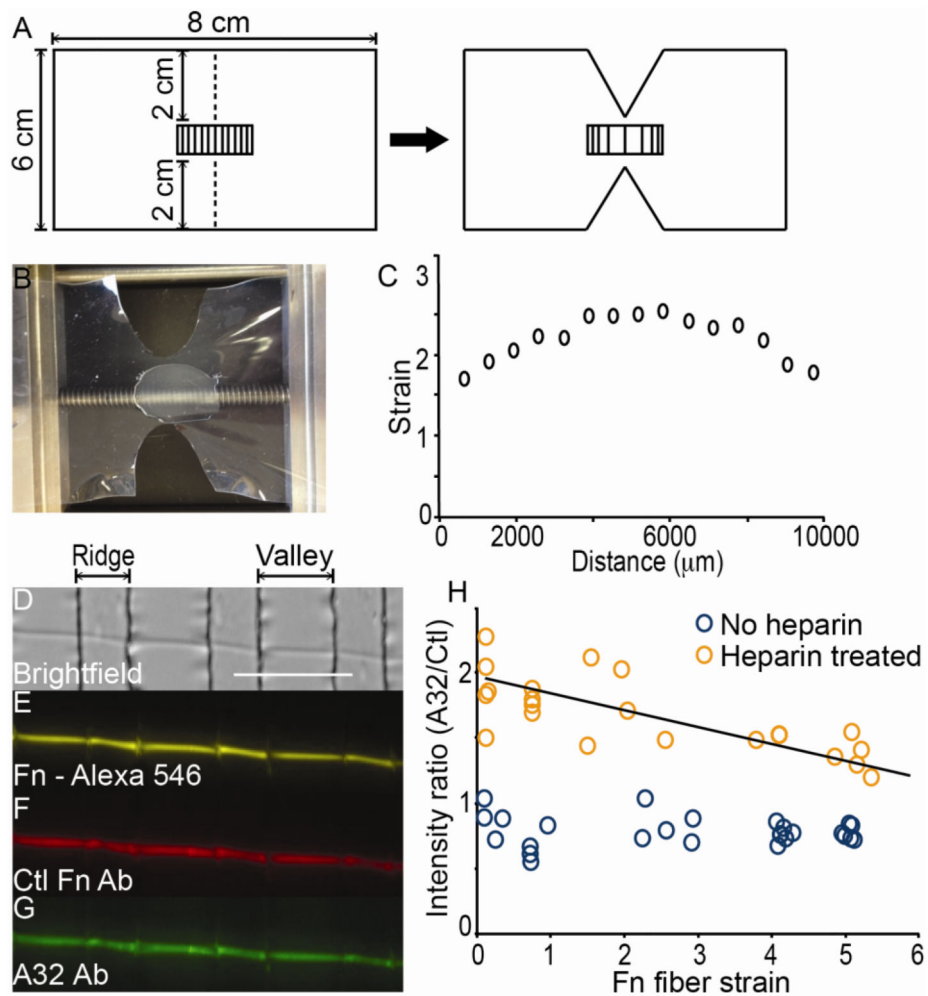 A
8 cm
6 cm
2 cm
2 cm
B
C
3
2
1
0
Strain
0 2000 6000 10000
Distance (μm)
Ridge Valley
D
Brightfield
E
Fn - Alexa 546
F
Ctl Fn Ab
G
A32 Ab
H
No heparin
Heparin treated
2
1
0
Intensity ratio (A32/Ctl)
0 1 2 3 4 5 6
Fn fiber strain